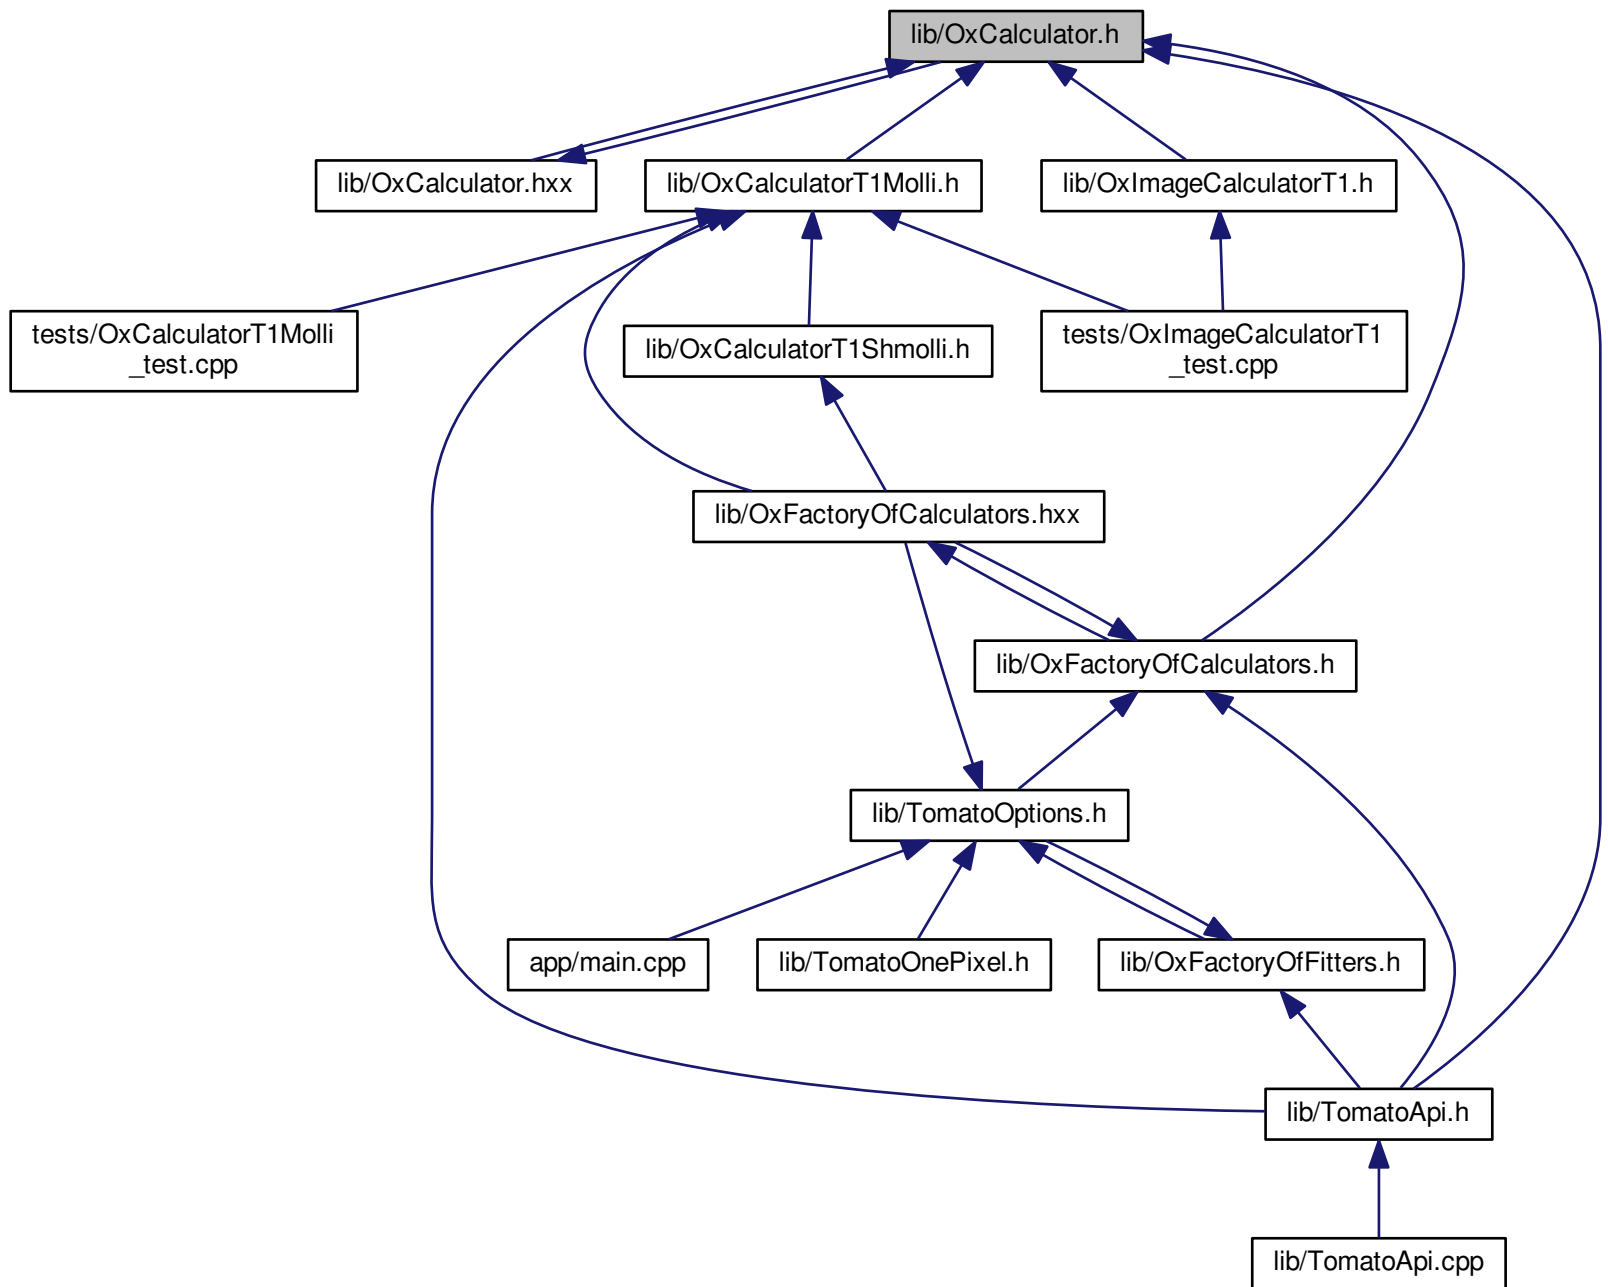 lib/OxCalculator.h
lib/OxCalculator.hxx
lib/OxCalculatorT1Molli.h
lib/OxImageCalculatorT1.h
tests/OxCalculatorT1Molli
_test.cpp
lib/OxCalculatorT1Shmolli.h
tests/OxImageCalculatorT1
_test.cpp
lib/OxFactoryOfCalculators.hxx
lib/OxFactoryOfCalculators.h
lib/TomatoOptions.h
app/main.cpp
lib/TomatoOnePixel.h
lib/OxFactoryOfFitters.h
lib/TomatoApi.h
lib/TomatoApi.cpp